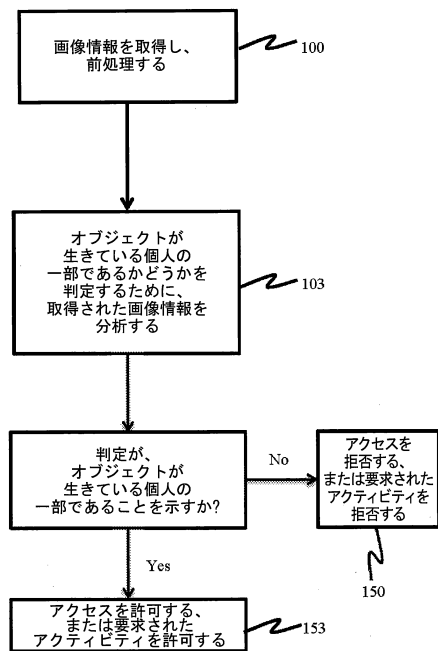 画像情報を取得し、
前処理する
100
オブジェクトが
生きている個人の
一部であるかどうかを
判定するために、
取得された画像情報を
分析する
103
判定が、
オブジェクトが
生きている個人の
一部であることを示すか?
No
アクセスを
拒否する、
または要求された
アクティビティを
拒否する
150
Yes
アクセスを許可する、
または要求された
アクティビティを許可する
153